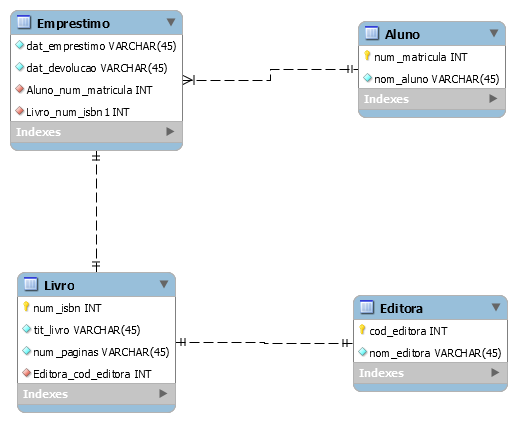 Emprestimo
dat_emprestimo VARCHAR(45)
dat_devolucao VARCHAR(45)
Aluno_num_matricula INT
Livro_num_isbn1 INT
Indexes
Aluno
num_matricula INT
nom_aluno VARCHAR(45)
Indexes
Livro
num_isbn INT
tit_livro VARCHAR(45)
num_paginas VARCHAR(45)
Editora_cod_editora INT
Indexes
Editora
cod_editora INT
nom_editora VARCHAR(45)
Indexes